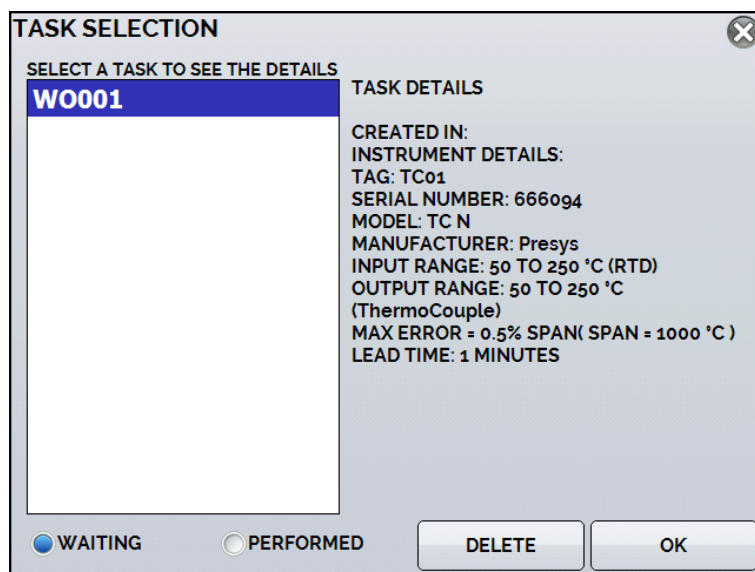 TASK SELECTION
SELECT A TASK TO SEE THE DETAILS
WO001
TASK DETAILS
CREATED IN:
INSTRUMENT DETAILS:
TAG: TC01
SERIAL NUMBER: 666094
MODEL: TC N
MANUFACTURER: Presys
INPUT RANGE: 50 TO 250 °C (RTD)
OUTPUT RANGE: 50 TO 250 °C
(ThermoCouple)
MAX ERROR = 0.5% SPAN( SPAN = 1000 °C )
LEAD TIME: 1 MINUTES
WAITING
PERFORMED
DELETE
OK